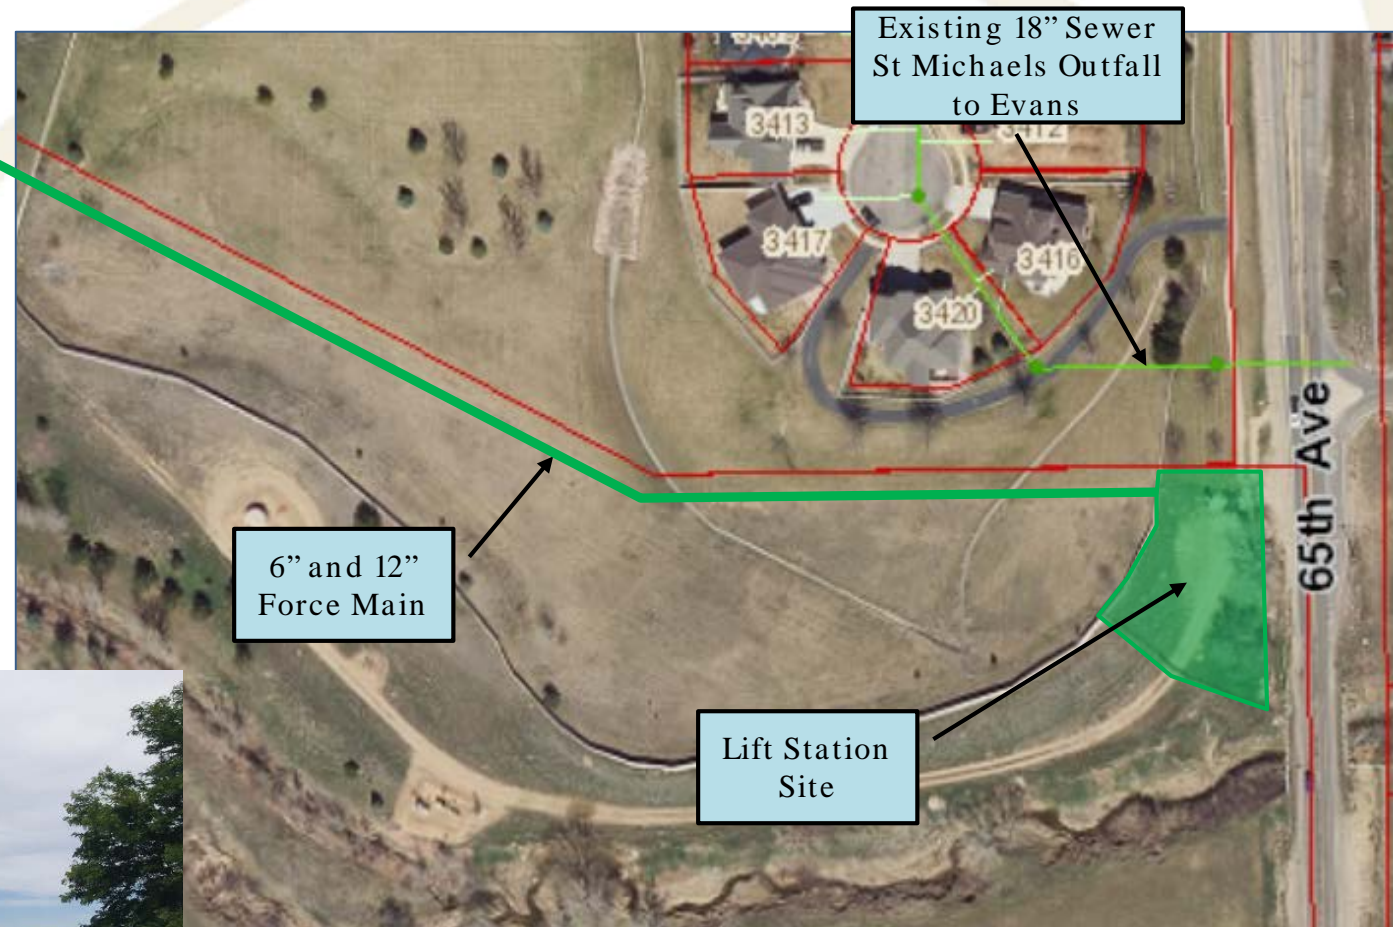 Existing 18” Sewer
St Michaels Outfall
to Evans
3413
3412
3417
3416
3420
65th Ave
6” and 12”
Force Main
Lift Station
Site